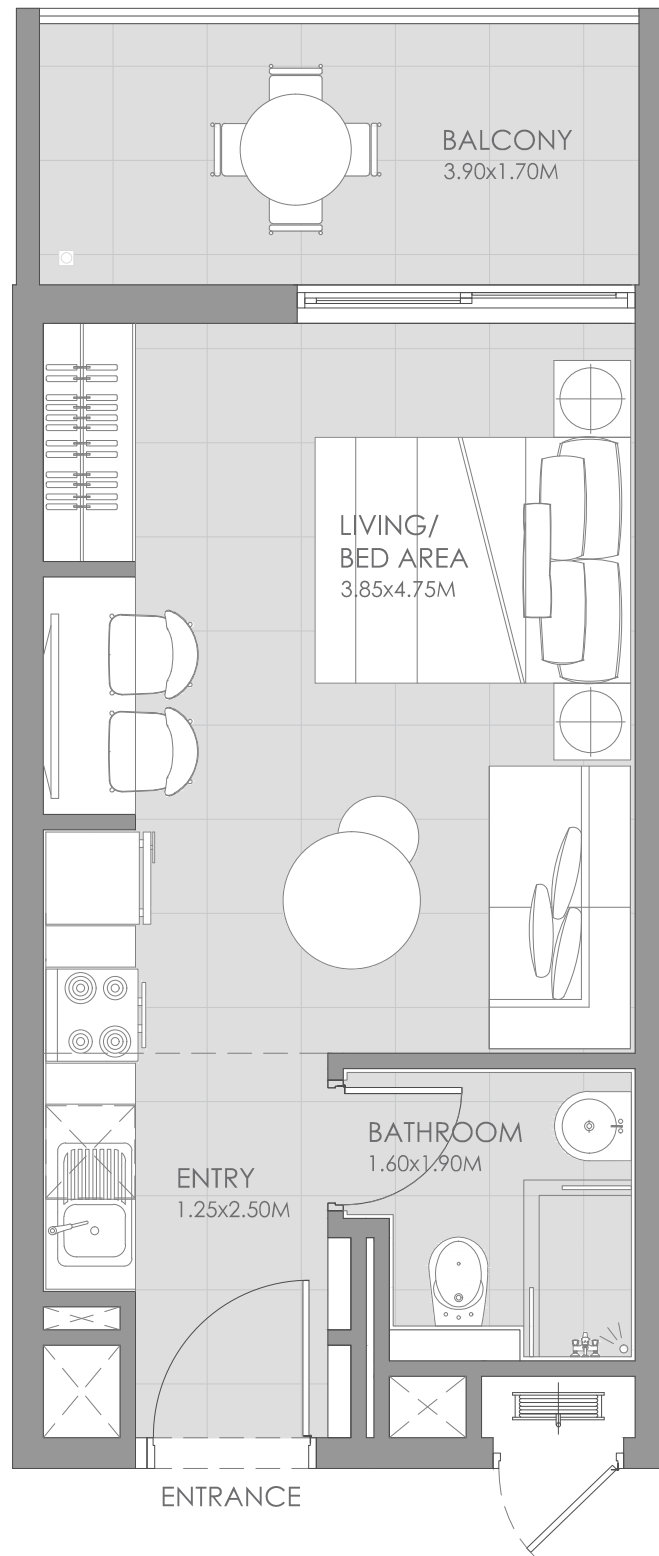 BALCONY
3.90x1.70M
LIVING/
BED AREA
3.85x4.75M
BATHROOM
1.60x1.90M
ENTRY
1.25x2.50M
ENTRANCE